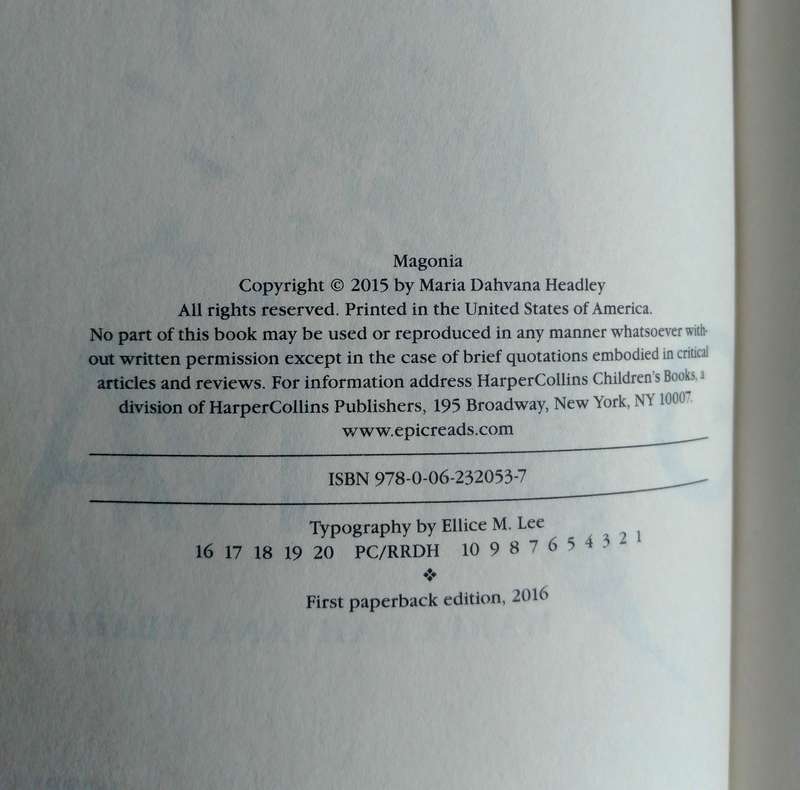 Magonia
Copyright © 2015 by Maria Dahvana Headley
All rights reserved. Printed in the United States of America.
No part of this book may be used or reproduced in any manner whatsoever with-
out written permission except in the case of brief quotations embodied in critical
articles and reviews. For information address HarperCollins Children's Books, a
division of HarperCollins Publishers, 195 Broadway, New York, NY 10007.
www.epicreads.com
ISBN 978-0-06-232053-7
Typography by Ellice M. Lee
16 17 18 19 20 PC/RRDH 10 9 8 7 6 5 4 3 2 1
❖
First paperback edition, 2016